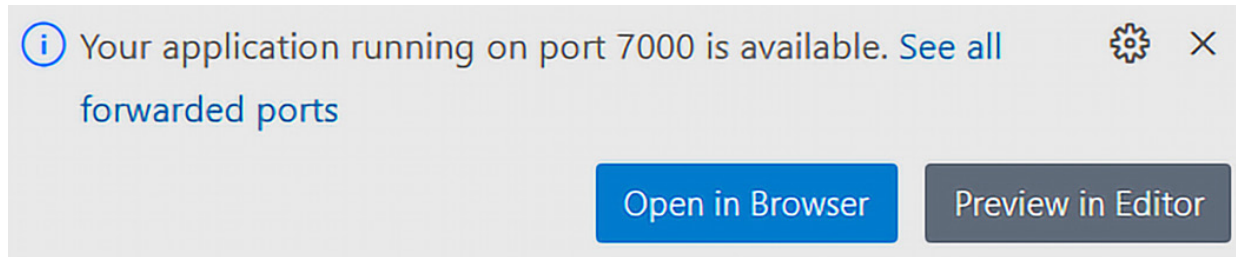 Your application running on port 7000 is available. See all
forwarded ports
Open in Browser
Preview in Editor